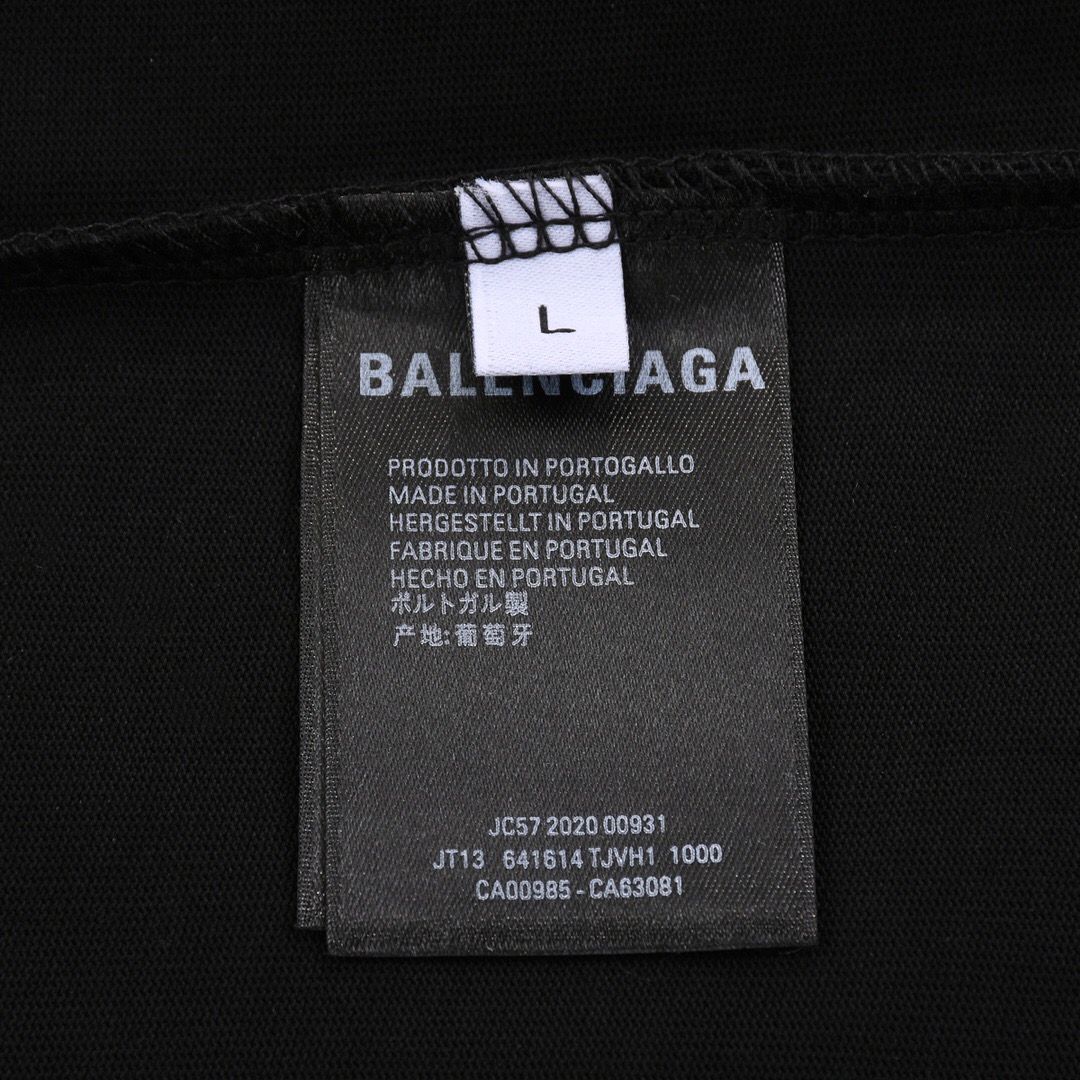 L
BALENCIAGA
PRODOTTO IN PORTOGALLO
MADE IN PORTUGAL
HERGESTELLT IN PORTUGAL
FABRIQUE EN PORTUGAL
HECHO EN PORTUGAL
ポルトガル製
产地:葡萄牙
JC57 2020 00931
JT13 641614 TJVH1 1000
CA00985 - CA63081